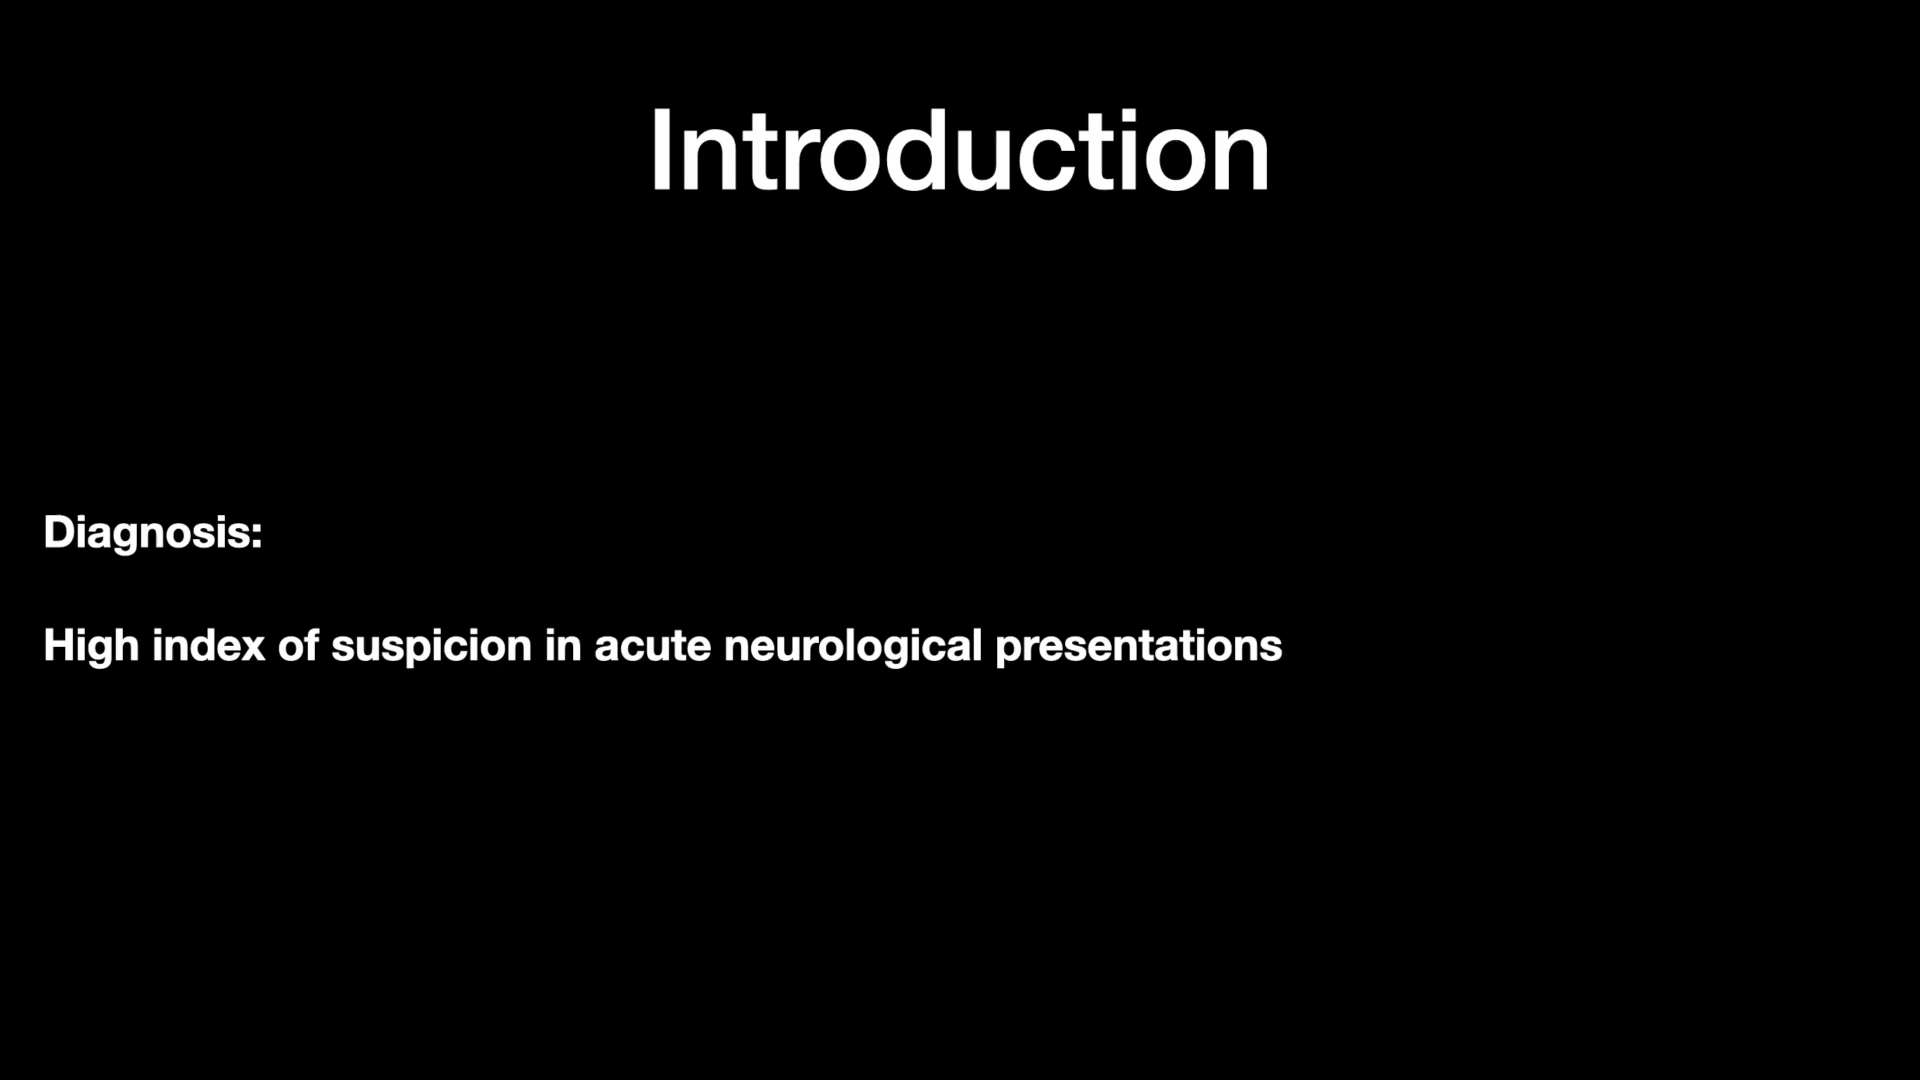 Introduction
Diagnosis:
High index of suspicion in acute neurological presentations